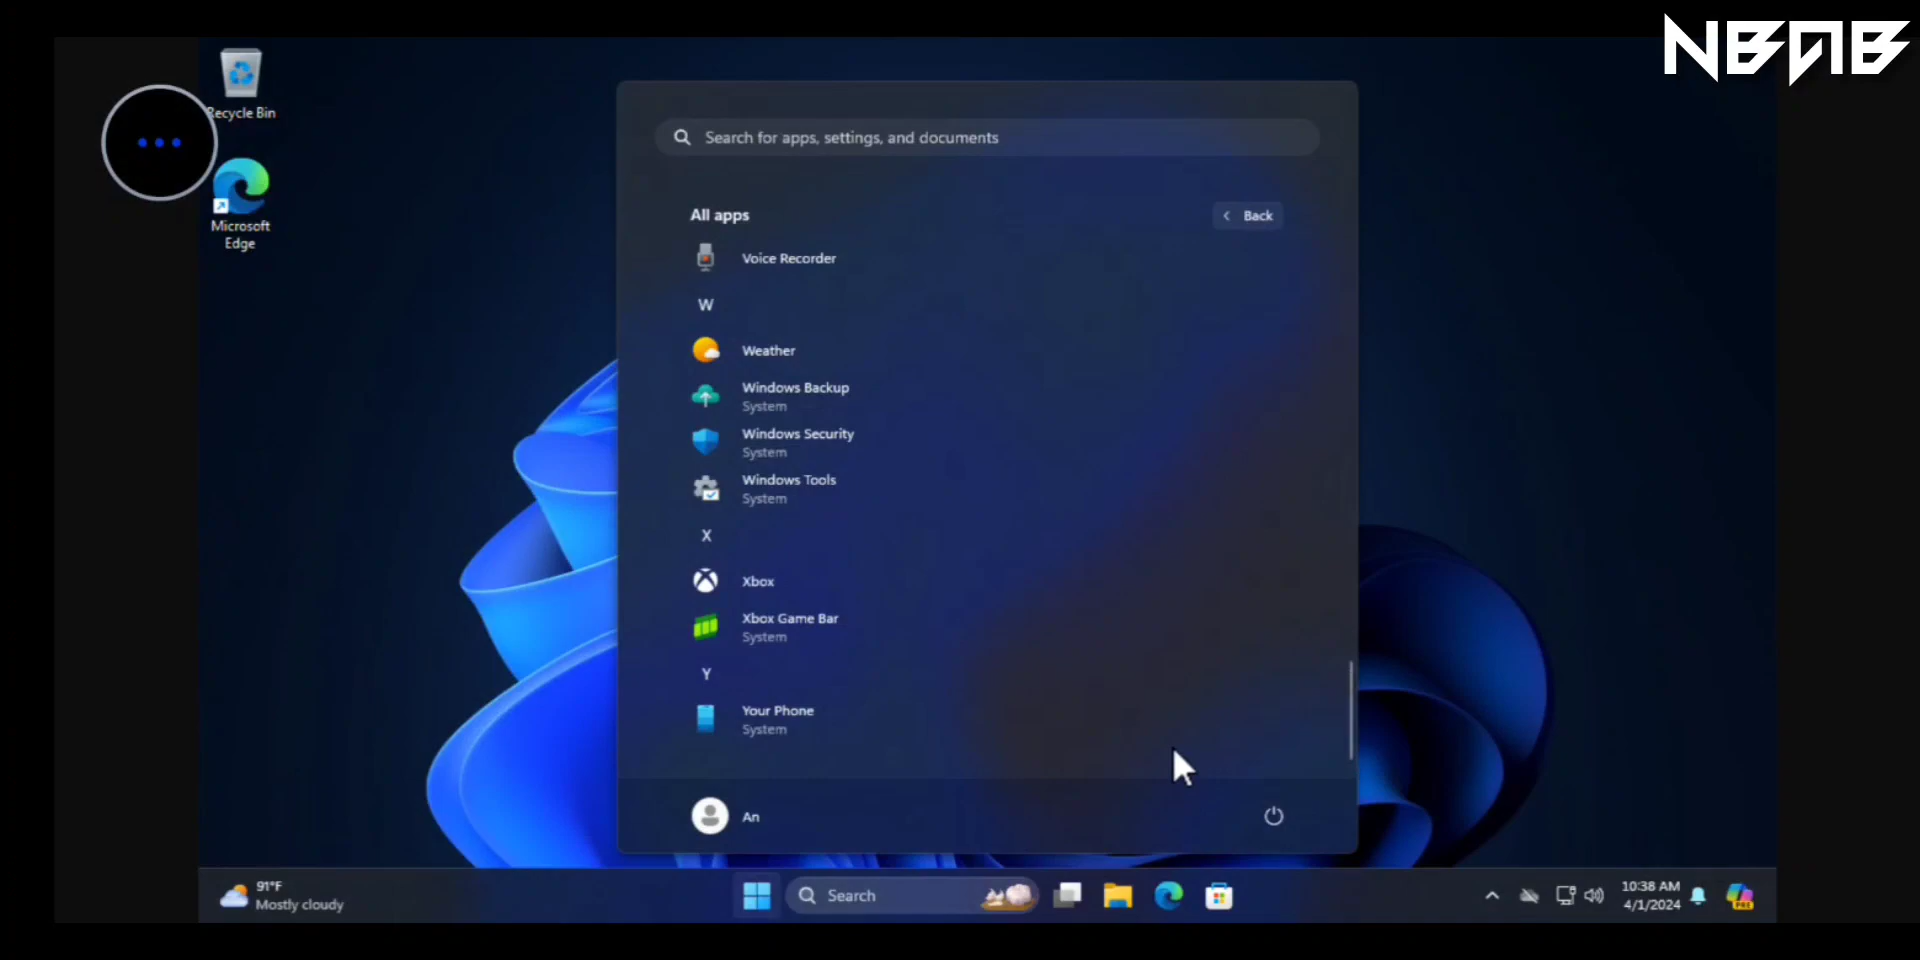 NBAB
Recycle Bin
Microsoft
Edge
Search for apps, settings, and documents
All apps
Back
Voice Recorder
W
Weather
Windows Backup
System
Windows Security
System
Windows Tools
System
X
Xbox
Xbox Game Bar
System
Y
Your Phone
System
An
91°F
Mostly cloudy
Search
10:38 AM
4/1/2024
PRE